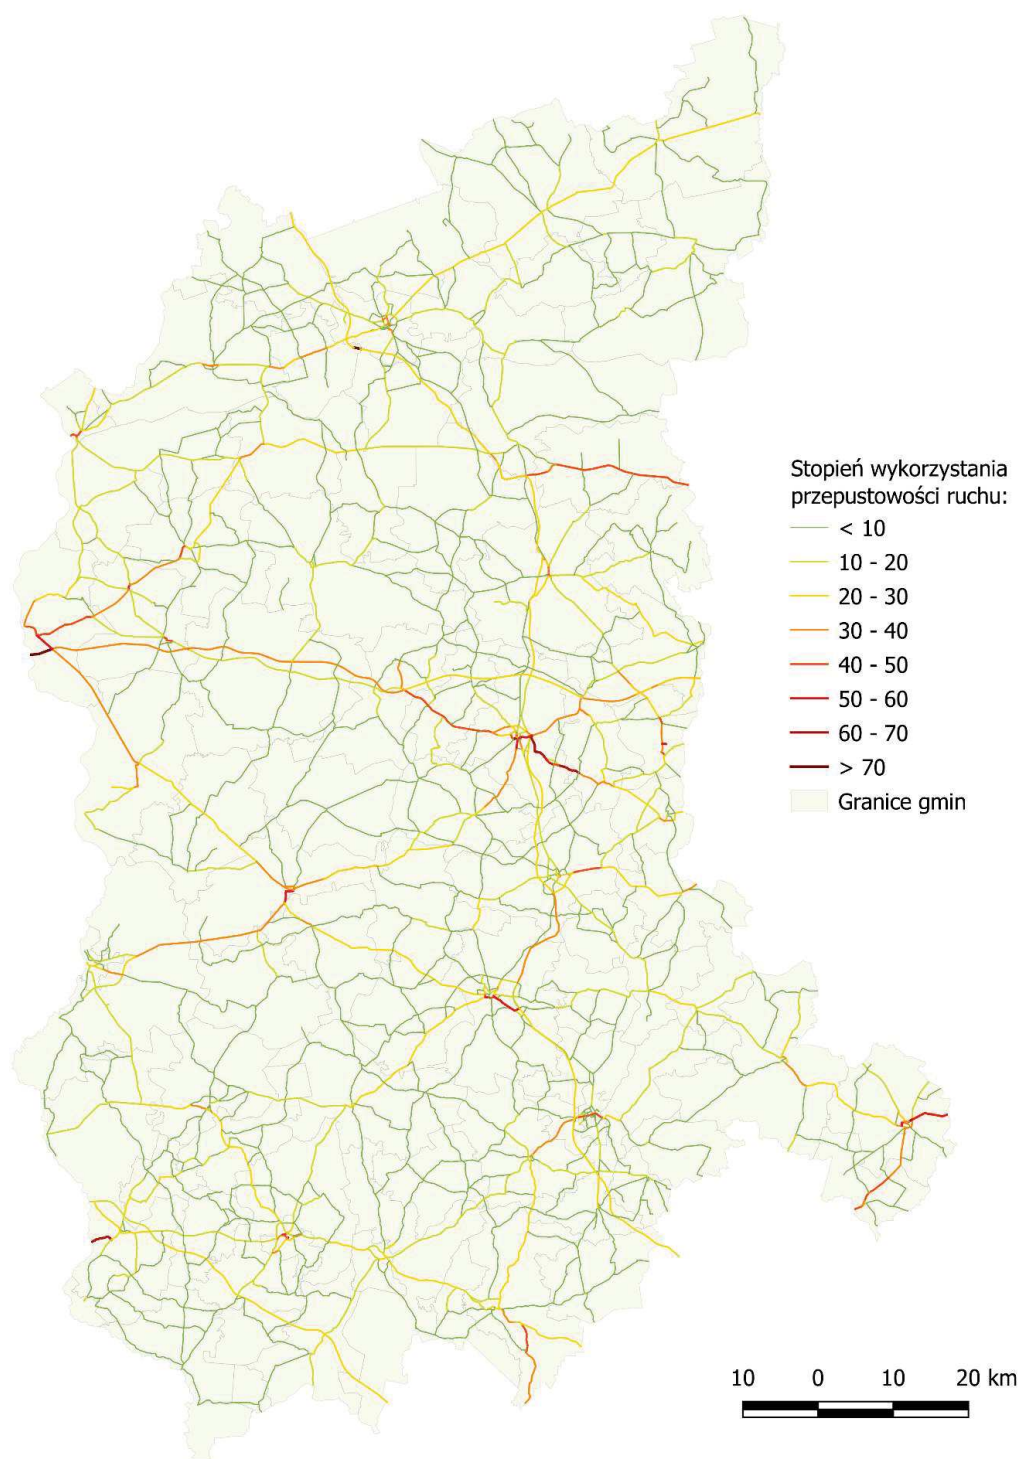 Stopień wykorzystania
przepustowości ruchu:
< 10
10 - 20
20 - 30
30 - 40
40 - 50
50 - 60
60 - 70
> 70
Granice gmin
10 0 10 20 km